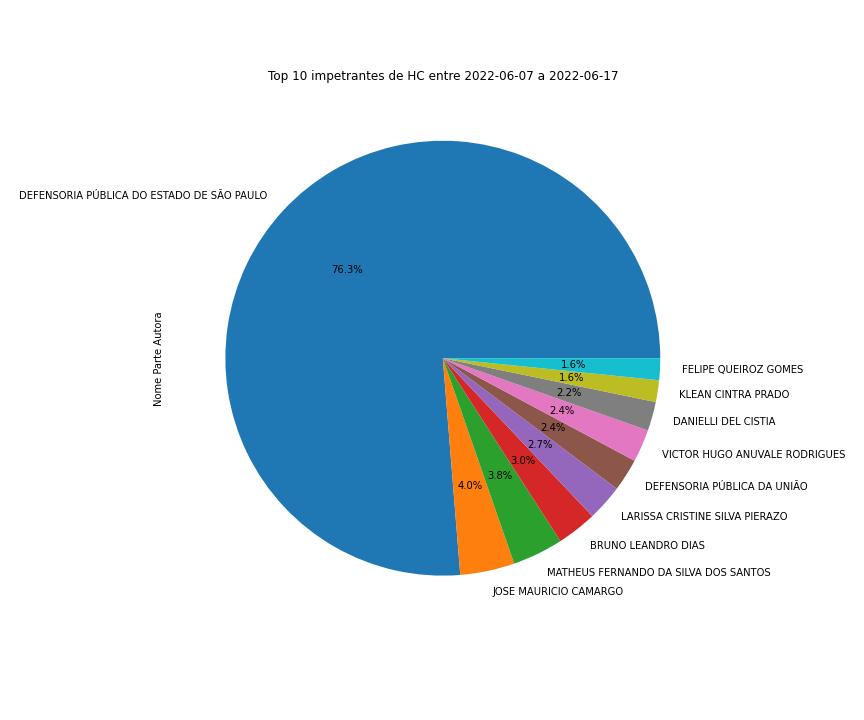 Top 10 impetrantes de HC entre 2022-06-07 a 2022-06-17
DEFENSORIA PÚBLICA DO ESTADO DE SÃO PAULO
76.3%
Nome Parte Autora
1.6%
FELIPE QUEIROZ GOMES
1.6%
KLEAN CINTRA PRADO
2.2%
DANIELLI DEL CISTIA
2.4%
VICTOR HUGO ANUVALE RODRIGUES
2.4%
DEFENSORIA PÚBLICA DA UNIÃO
2.7%
LARISSA CRISTINE SILVA PIERAZO
3.0%
BRUNO LEANDRO DIAS
3.8%
MATHEUS FERNANDO DA SILVA DOS SANTOS
4.0%
JOSE MAURICIO CAMARGO